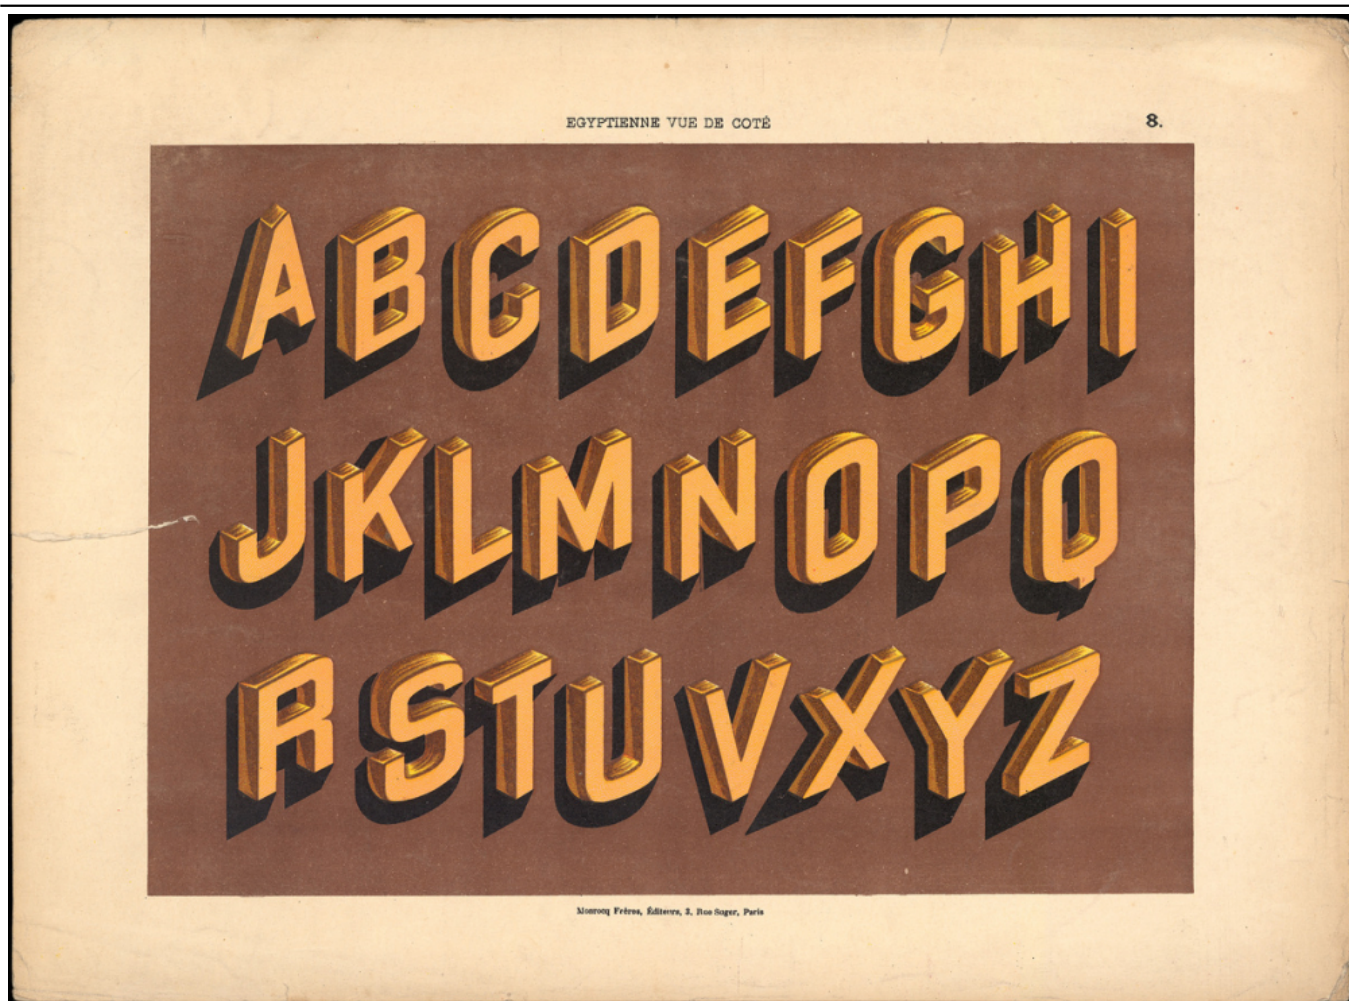 EGYPTIENNE VUE DE COTÉ
8.
ABCDEFGHI
JKLMNOPQ
RSTUVXYZ
Monrocq Frères, Éditeurs, 3, Rue Suger, Paris